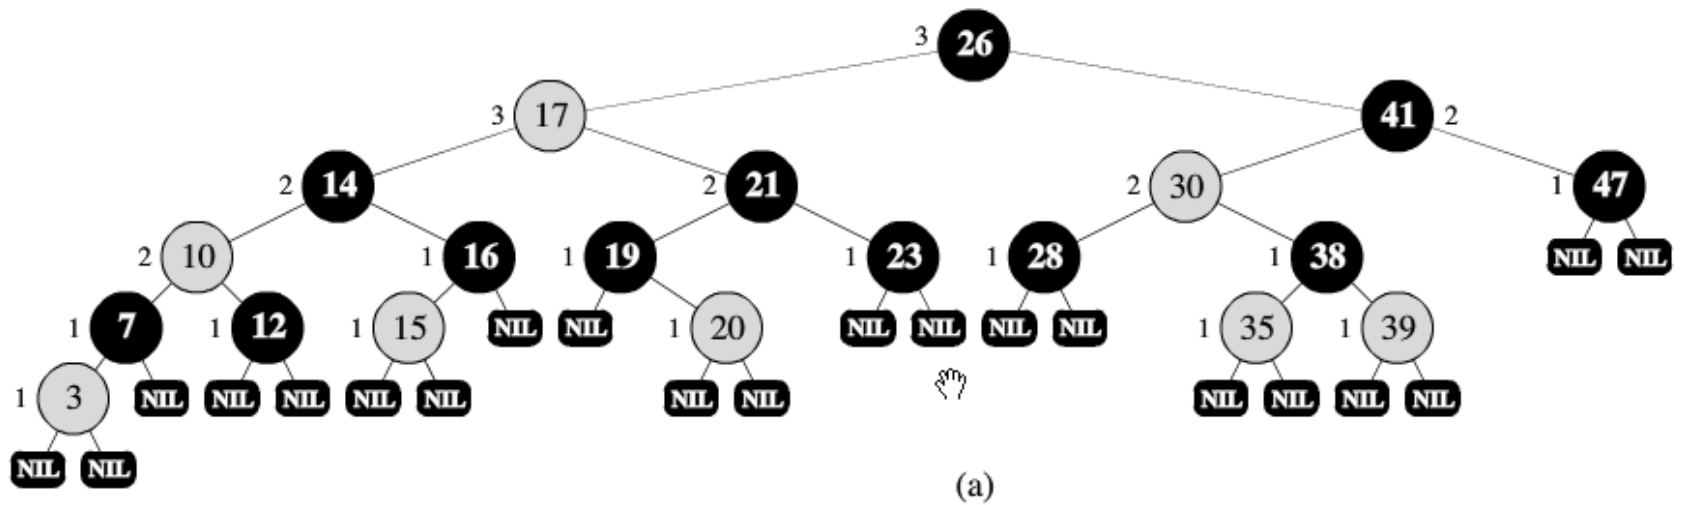 3 26
3 17 41 2
2 14 2 21 2 30 1 47
2 10 1 16 1 19 1 23 1 28 1 38 NIL NIL
1 7 1 12 1 15 NIL NIL 1 20 NIL NIL NIL NIL 1 35 1 39
1 3 NIL NIL NIL NIL NIL NIL NIL NIL NIL NIL NIL
NIL NIL
(a)